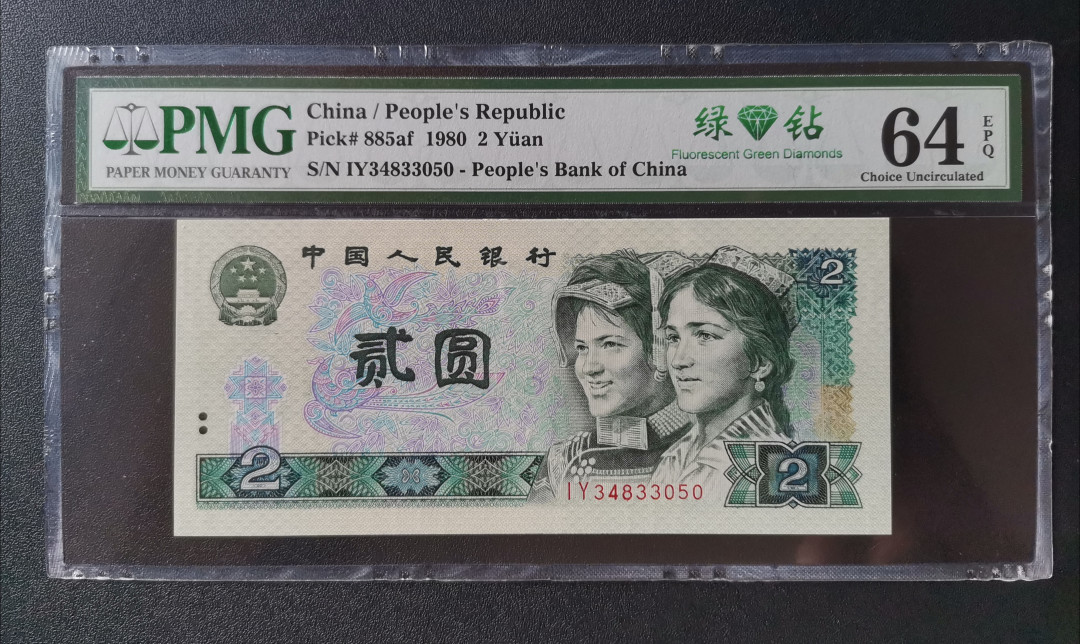 PMG
PAPER MONEY GUARANTY
China / People's Republic
Pick# 885af 1980 2 Yüan
S/N IY34833050 - People's Bank of China
绿 钻
Fluorescent Green Diamonds
64
EPQ
Choice Uncirculated
中国人民银行
2
贰圆
2
2
IY34833050